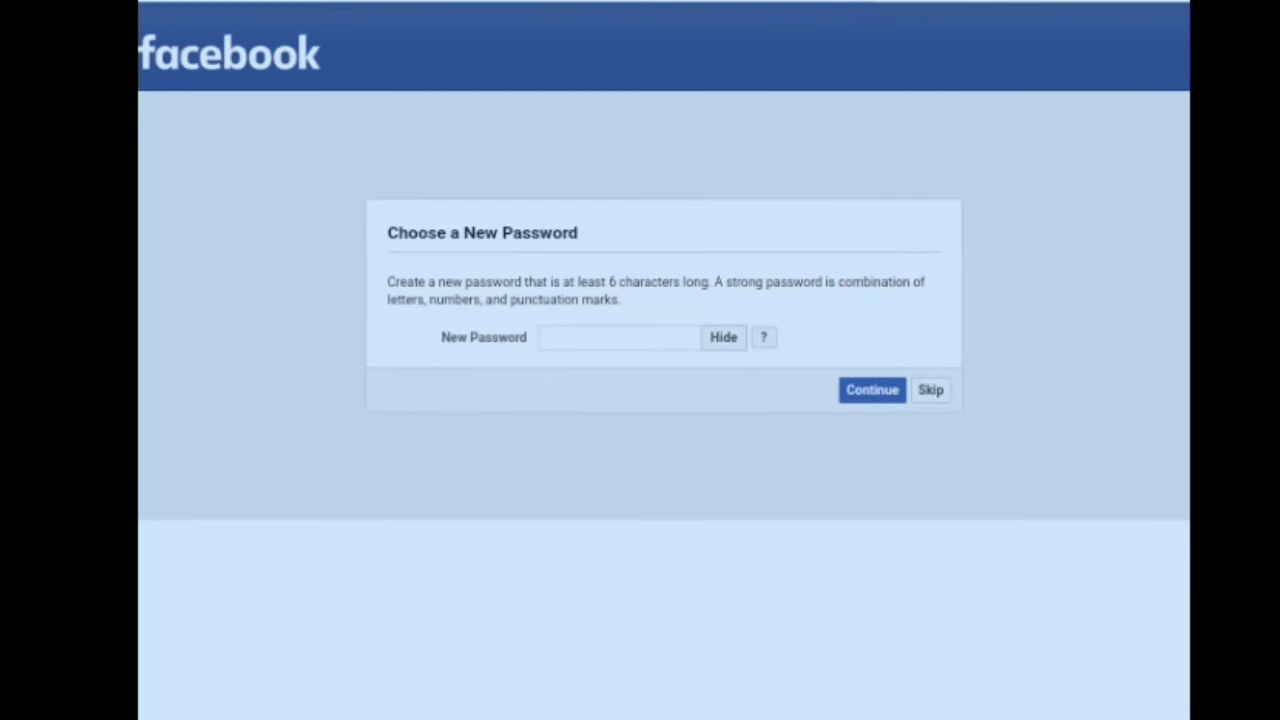 facebook
Choose a New Password
Create a new password that is at least 6 characters long. A strong password is combination of
letters, numbers, and punctuation marks.
New Password Hide ?
Continue Skip